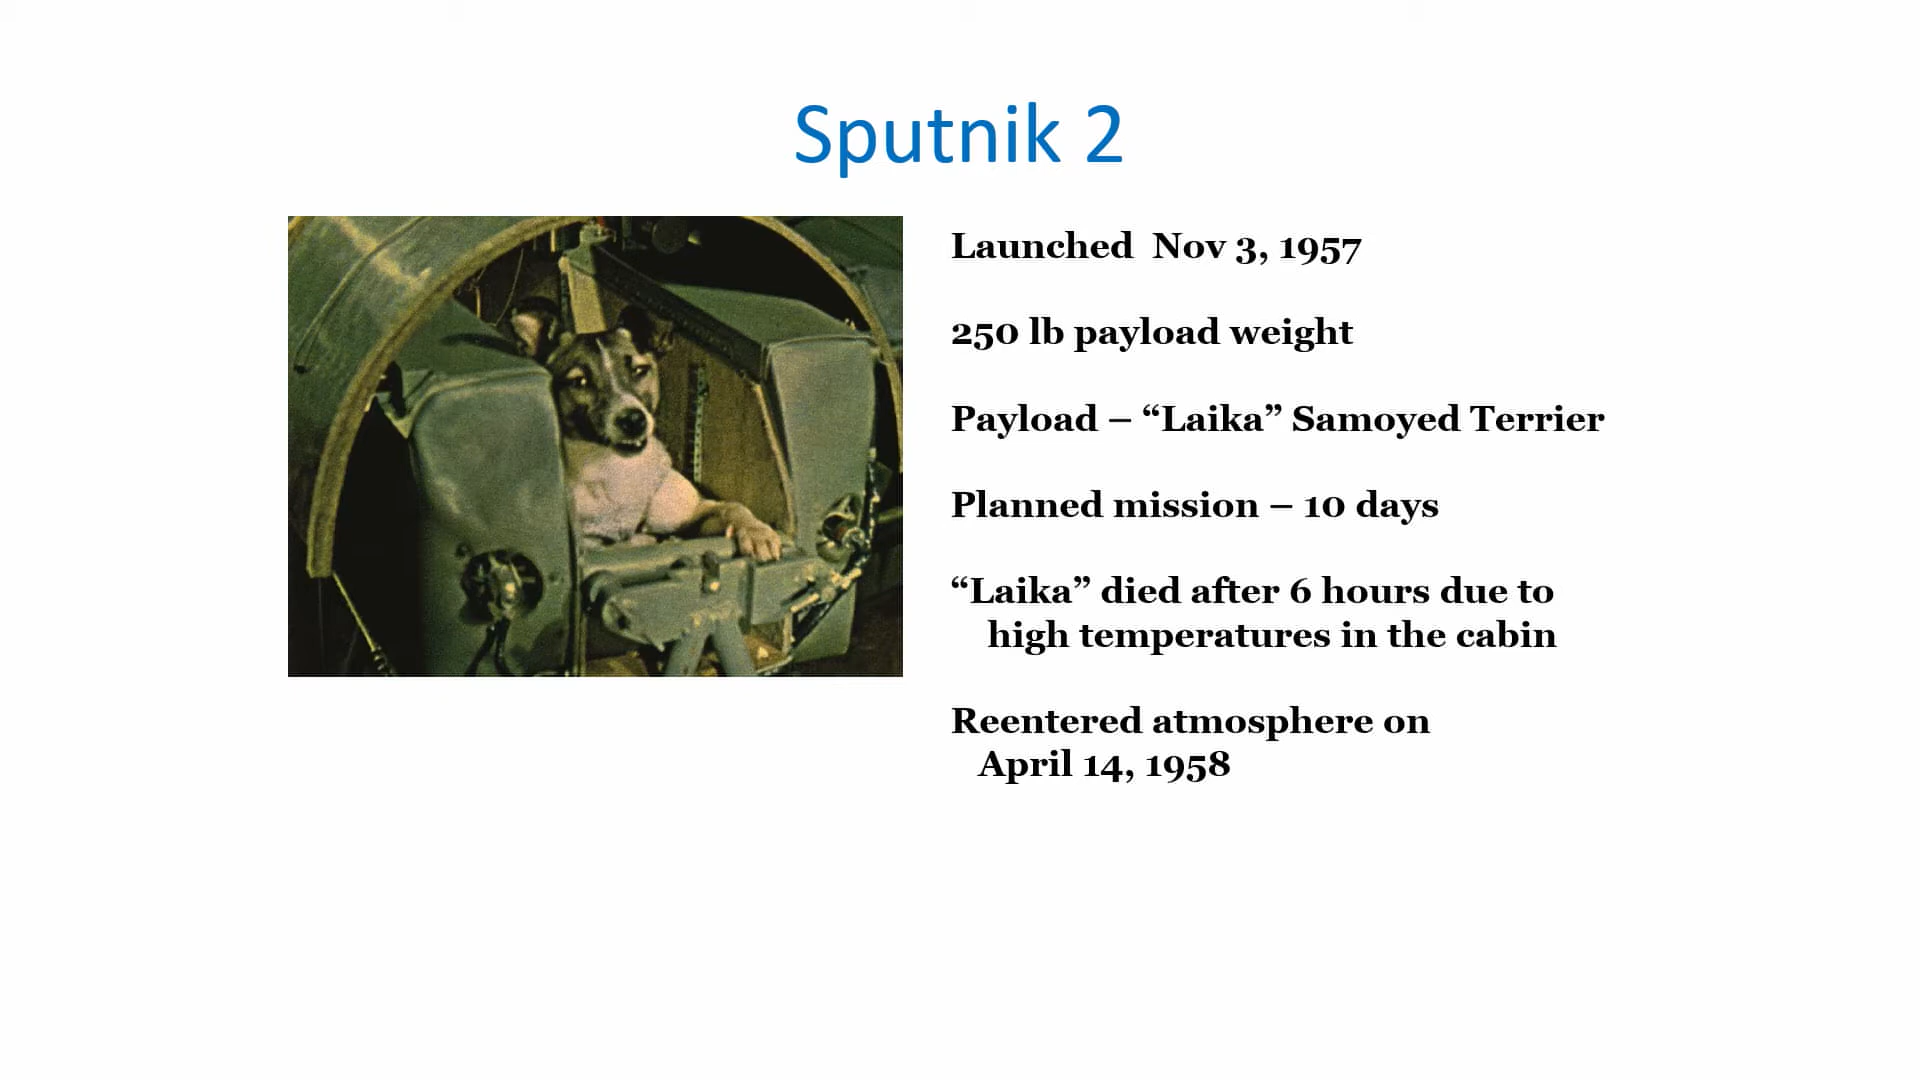 Sputnik 2
Launched  Nov 3, 1957
250 lb payload weight
Payload – “Laika” Samoyed Terrier
Planned mission – 10 days
“Laika” died after 6 hours due to
high temperatures in the cabin
Reentered atmosphere on
April 14, 1958